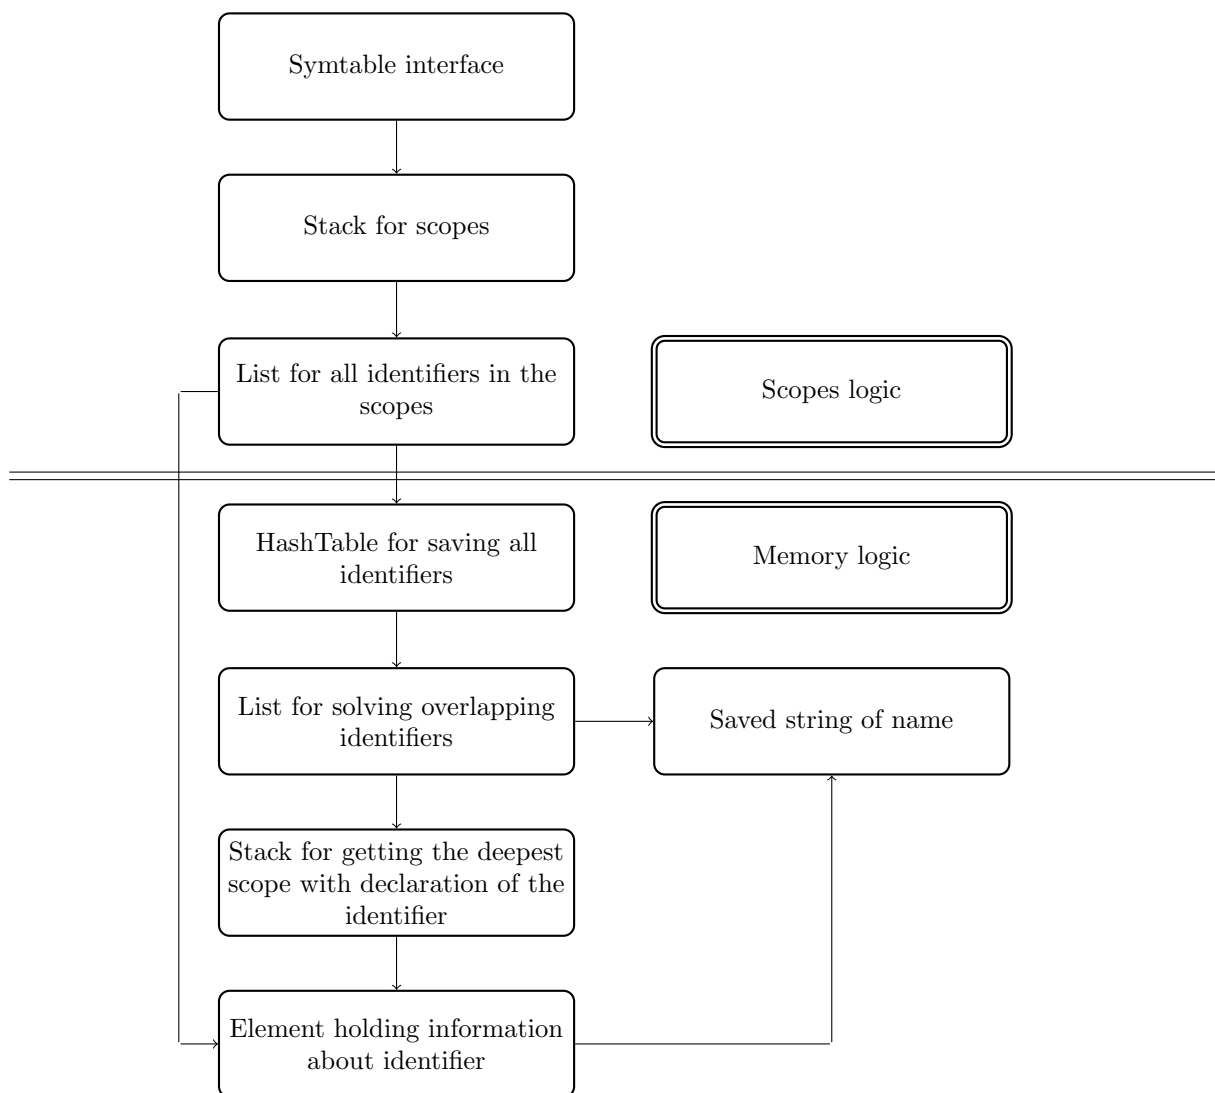 Symtable interface
Stack for scopes
List for all identifiers in the
scopes
Scopes logic
HashTable for saving all
identifiers
Memory logic
List for solving overlapping
identifiers
Saved string of name
Stack for getting the deepest
scope with declaration of the
identifier
Element holding information
about identifier